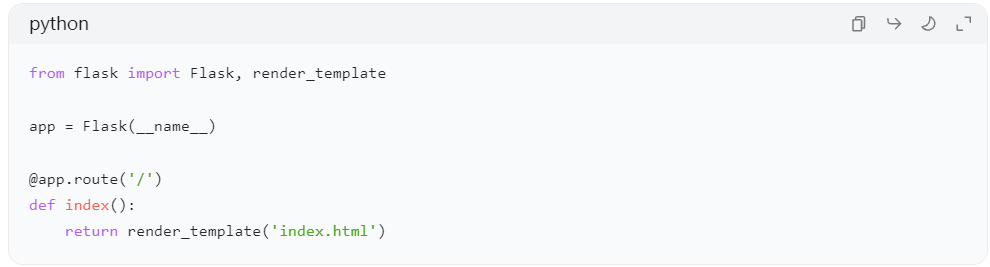 python
from flask import Flask, render_template
app = Flask(__name__)
@app.route('/')
def index():
    return render_template('index.html')